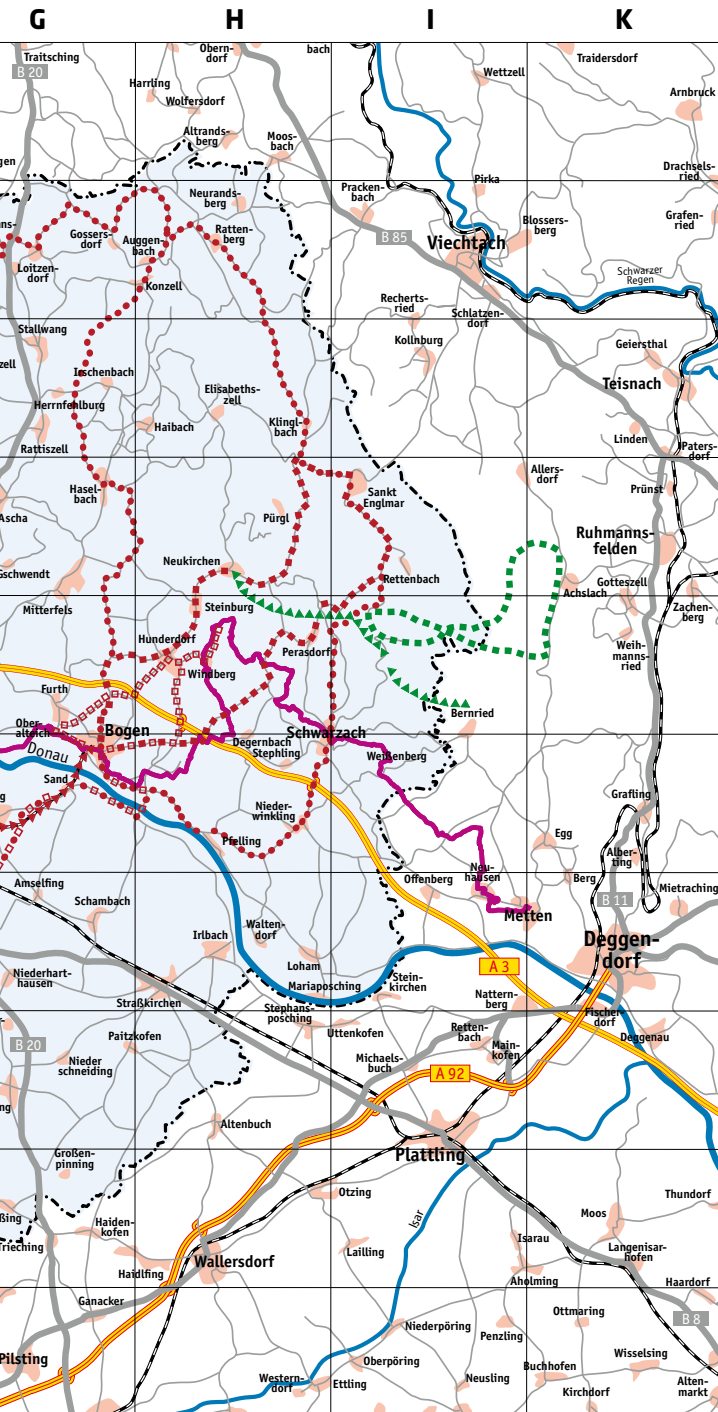 G
H
I
K
Traitsching
B 20
Obern-
dorf
bach
Wettzell
Traidersdorf
Harrling
Wolfersdorf
Arnbruck
Altrands-
berg
Moos-
bach
gen
Drachsels-
ried
Neurands-
berg
Pracken-
bach
Pirka
Grafen-
ried
Blossers-
berg
Gossers-
dorf
Auggen-
bach
Ratten-
berg
B 85
Viechtach
Loitzen-
dorf
Konzell
Schwarzer
Regen
Recherts-
ried
Schlatzen-
dorf
Stallwang
Kollnburg
Geiersthal
zell
Irschenbach
Teisnach
Elisabeths-
zell
Herrnfehlburg
Haibach
Klingl-
bach
Linden
Rattiszell
Paters-
dorf
Allers-
dorf
Hasel-
bach
Sankt
Englmar
Prünst
Ascha
Pürgl
Ruhmanns-
felden
Neukirchen
Gschwendt
Rettenbach
Achslach
Gotteszell
Mitterfels
Steinburg
Zachen-
berg
Hunderdorf
Perasdorf
Weih-
manns-
ried
Windberg
Furth
Bernried
Ober-
alteich
Bogen
Degernbach
Stephling
Schwarzach
Donau
Weißenberg
Sand
g
Grafling
Nieder-
winkling
Egg
Pfelling
Alber-
ting
Neu-
hausen
Amselfing
Offenberg
Berg
Mietraching
Schambach
B 11
Metten
Walten-
dorf
Irlbach
Deggen-
dorf
Loham
A 3
Niederhart-
hausen
Mariaposching
Stein-
kirchen
Straßkirchen
Stephans-
posching
Nattern-
berg
Fischer-
dorf
Uttenkofen
Retten-
bach
Paitzkofen
B 20
Main-
kofen
Deggenau
Nieder
schneiding
Michaels-
buch
A 92
ng
Altenbuch
Großen-
pinning
Plattling
Otzing
Thundorf
Isar
Moos
Haiden-
kofen
Trieching
Lailling
Isarau
Langenisar-
hofen
Wallersdorf
Haidlfing
Aholming
Haardorf
Ganacker
Ottmaring
B 8
Niederpöring
Penzling
Pilsting
Oberpöring
Wisselsing
Buchhofen
Western-
dorf
Ettling
Neusling
Kirchdorf
Alten-
markt